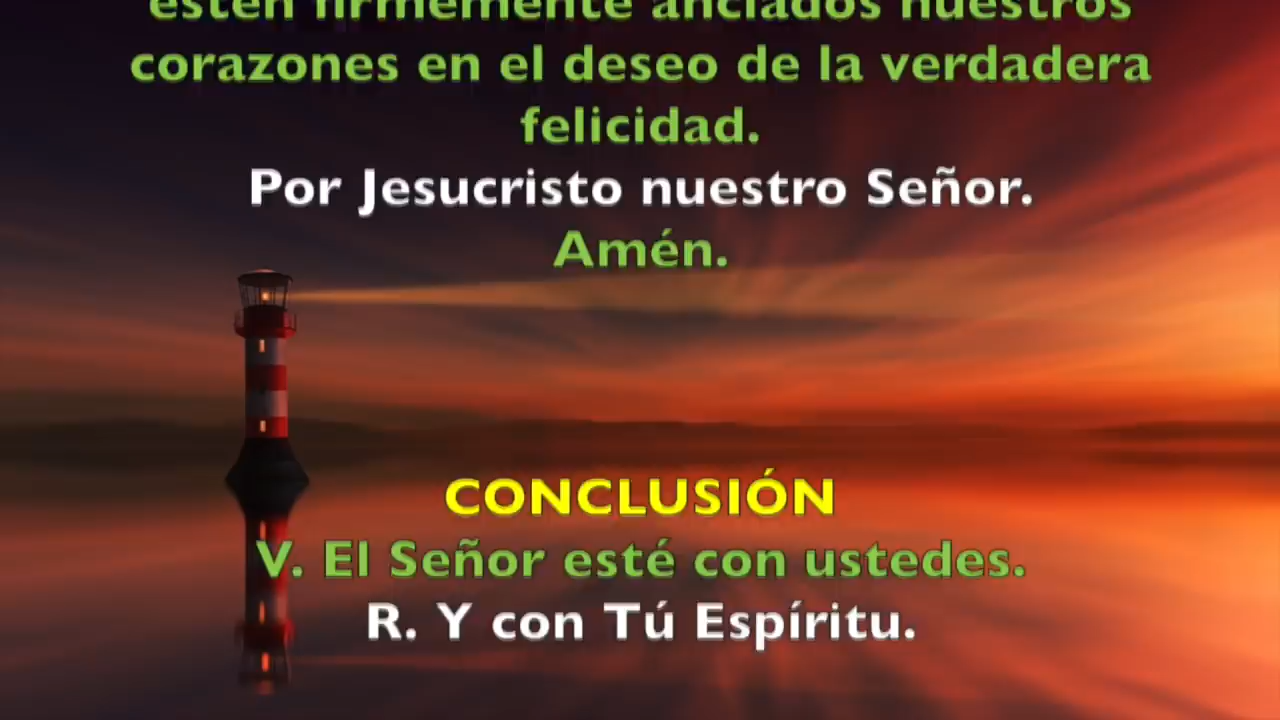 estén firmemente anclados nuestros
corazones en el deseo de la verdadera
felicidad.
Por Jesucristo nuestro Señor.
Amén.
CONCLUSIÓN
V. El Señor esté con ustedes.
R. Y con Tú Espíritu.